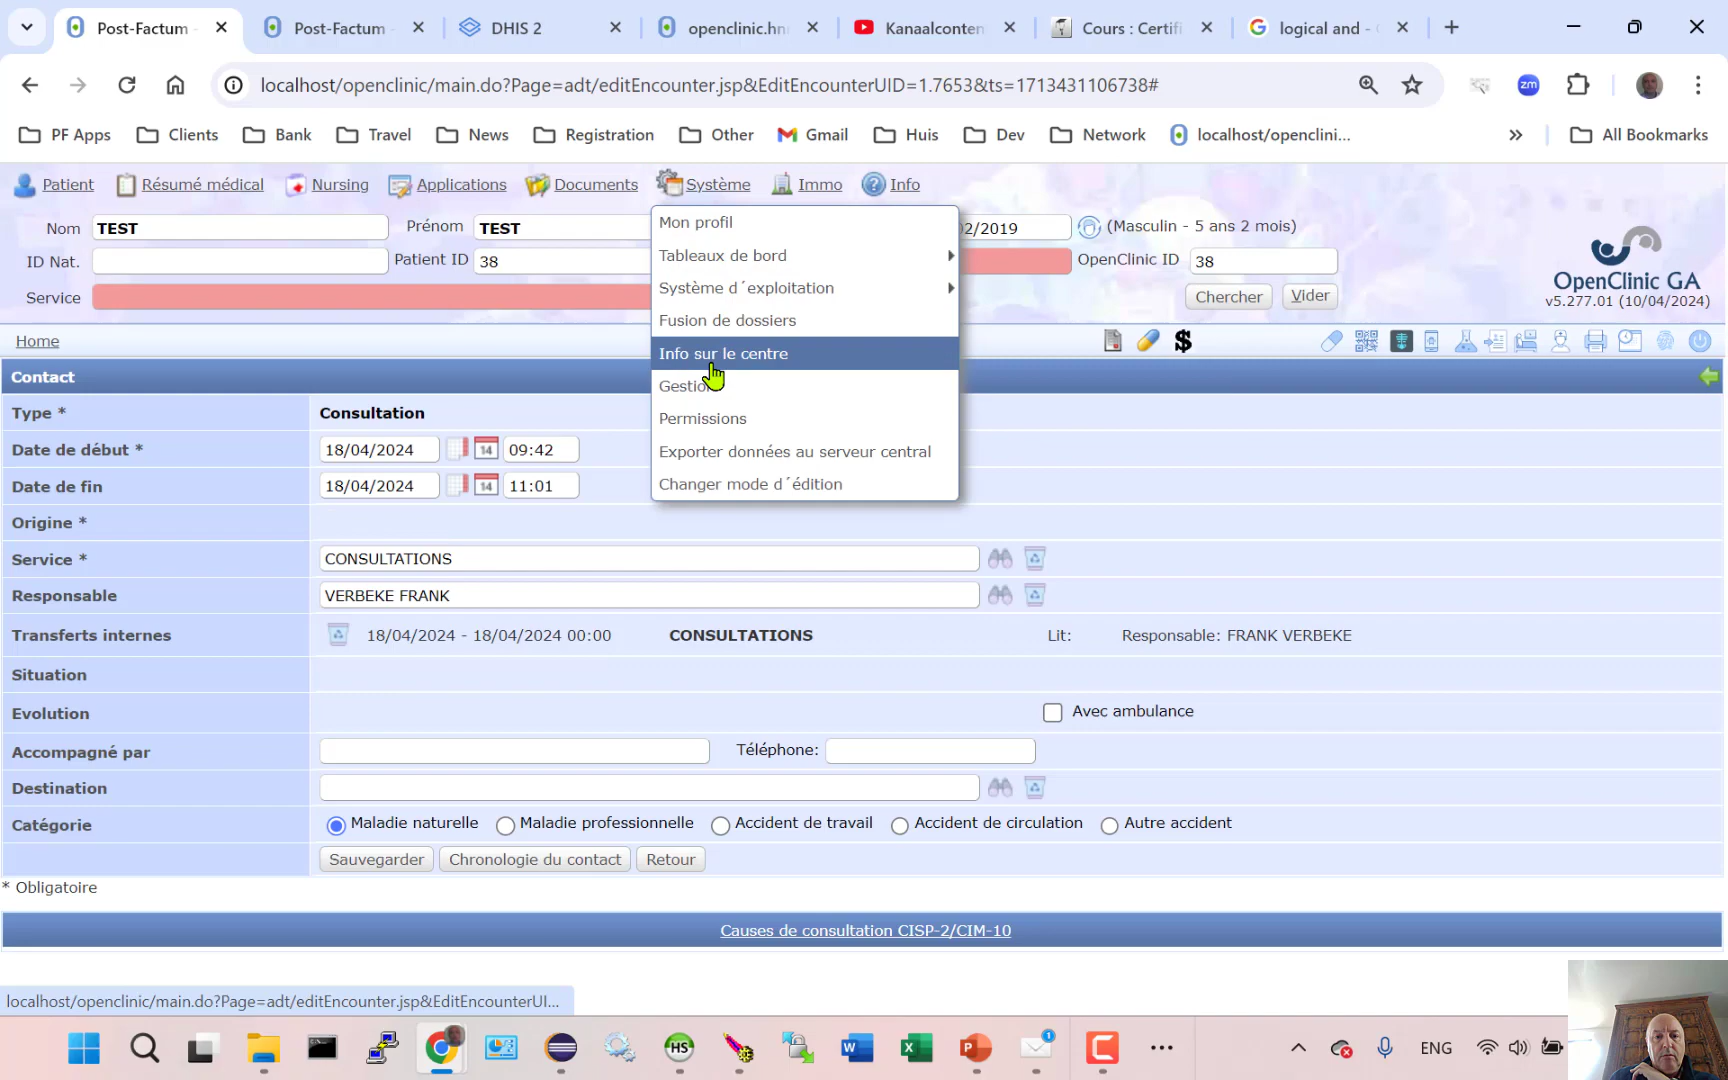 Post-Factum -
Post-Factum -
DHIS 2
openclinic.hn
Kanaalconten
Cours : Certifi
logical and -
localhost/openclinic/main.do?Page=adt/editEncounter.jsp&EditEncounterUID=1.7653&ts=1713431106738#
zm
PF Apps
Clients
Bank
Travel
News
Registration
Other
Gmail
Huis
Dev
Network
localhost/openclini...
»
All Bookmarks
Patient
Résumé médical
Nursing
Applications
Documents
Système
Immo
Info
Nom TEST Prénom TEST 02/2019 (Masculin - 5 ans 2 mois)
ID Nat. Patient ID 38 OpenClinic ID 38
Service Chercher Vider
OpenClinic GA
v5.277.01 (10/04/2024)
Mon profil
Tableaux de bord
Système d´exploitation
Fusion de dossiers
Info sur le centre
Gestion
Permissions
Exporter données au serveur central
Changer mode d´édition
Home
Contact
Type * Consultation
Date de début * 18/04/2024 14 09:42
Date de fin 18/04/2024 14 11:01
Origine *
Service * CONSULTATIONS
Responsable VERBEKE FRANK
Transferts internes 18/04/2024 - 18/04/2024 00:00 CONSULTATIONS Lit: Responsable: FRANK VERBEKE
Situation
Evolution Avec ambulance
Accompagné par Téléphone:
Destination
Catégorie Maladie naturelle Maladie professionnelle Accident de travail Accident de circulation Autre accident
Sauvegarder Chronologie du contact Retour
* Obligatoire
Causes de consultation CISP-2/CIM-10
localhost/openclinic/main.do?Page=adt/editEncounter.jsp&EditEncounterUI...
HS
1
ENG